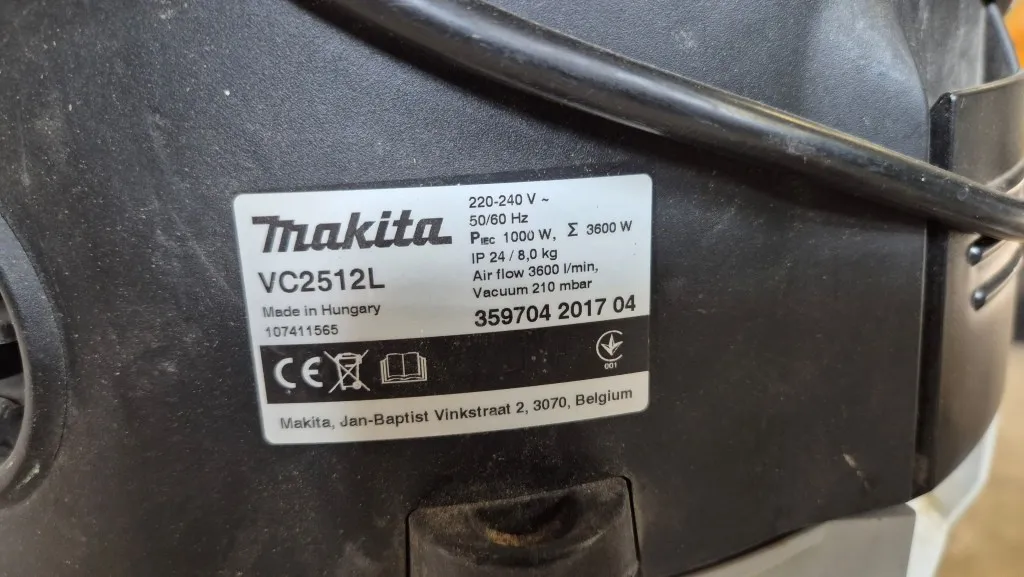 makita
VC2512L
Made in Hungary
107411565
220-240 V ~
50/60 Hz
PIEC 1000 W, Σ 3600 W
IP 24 / 8,0 kg
Air flow 3600 l/min,
Vacuum 210 mbar
359704 2017 04
CE
001
Makita, Jan-Baptist Vinkstraat 2, 3070, Belgium